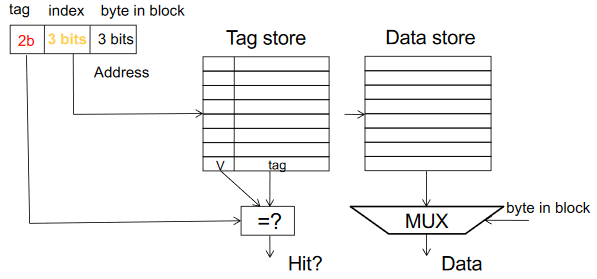 tag index byte in block
2b 3 bits 3 bits
Address
Tag store
Data store
V tag
=?
MUX
byte in block
Hit?
Data